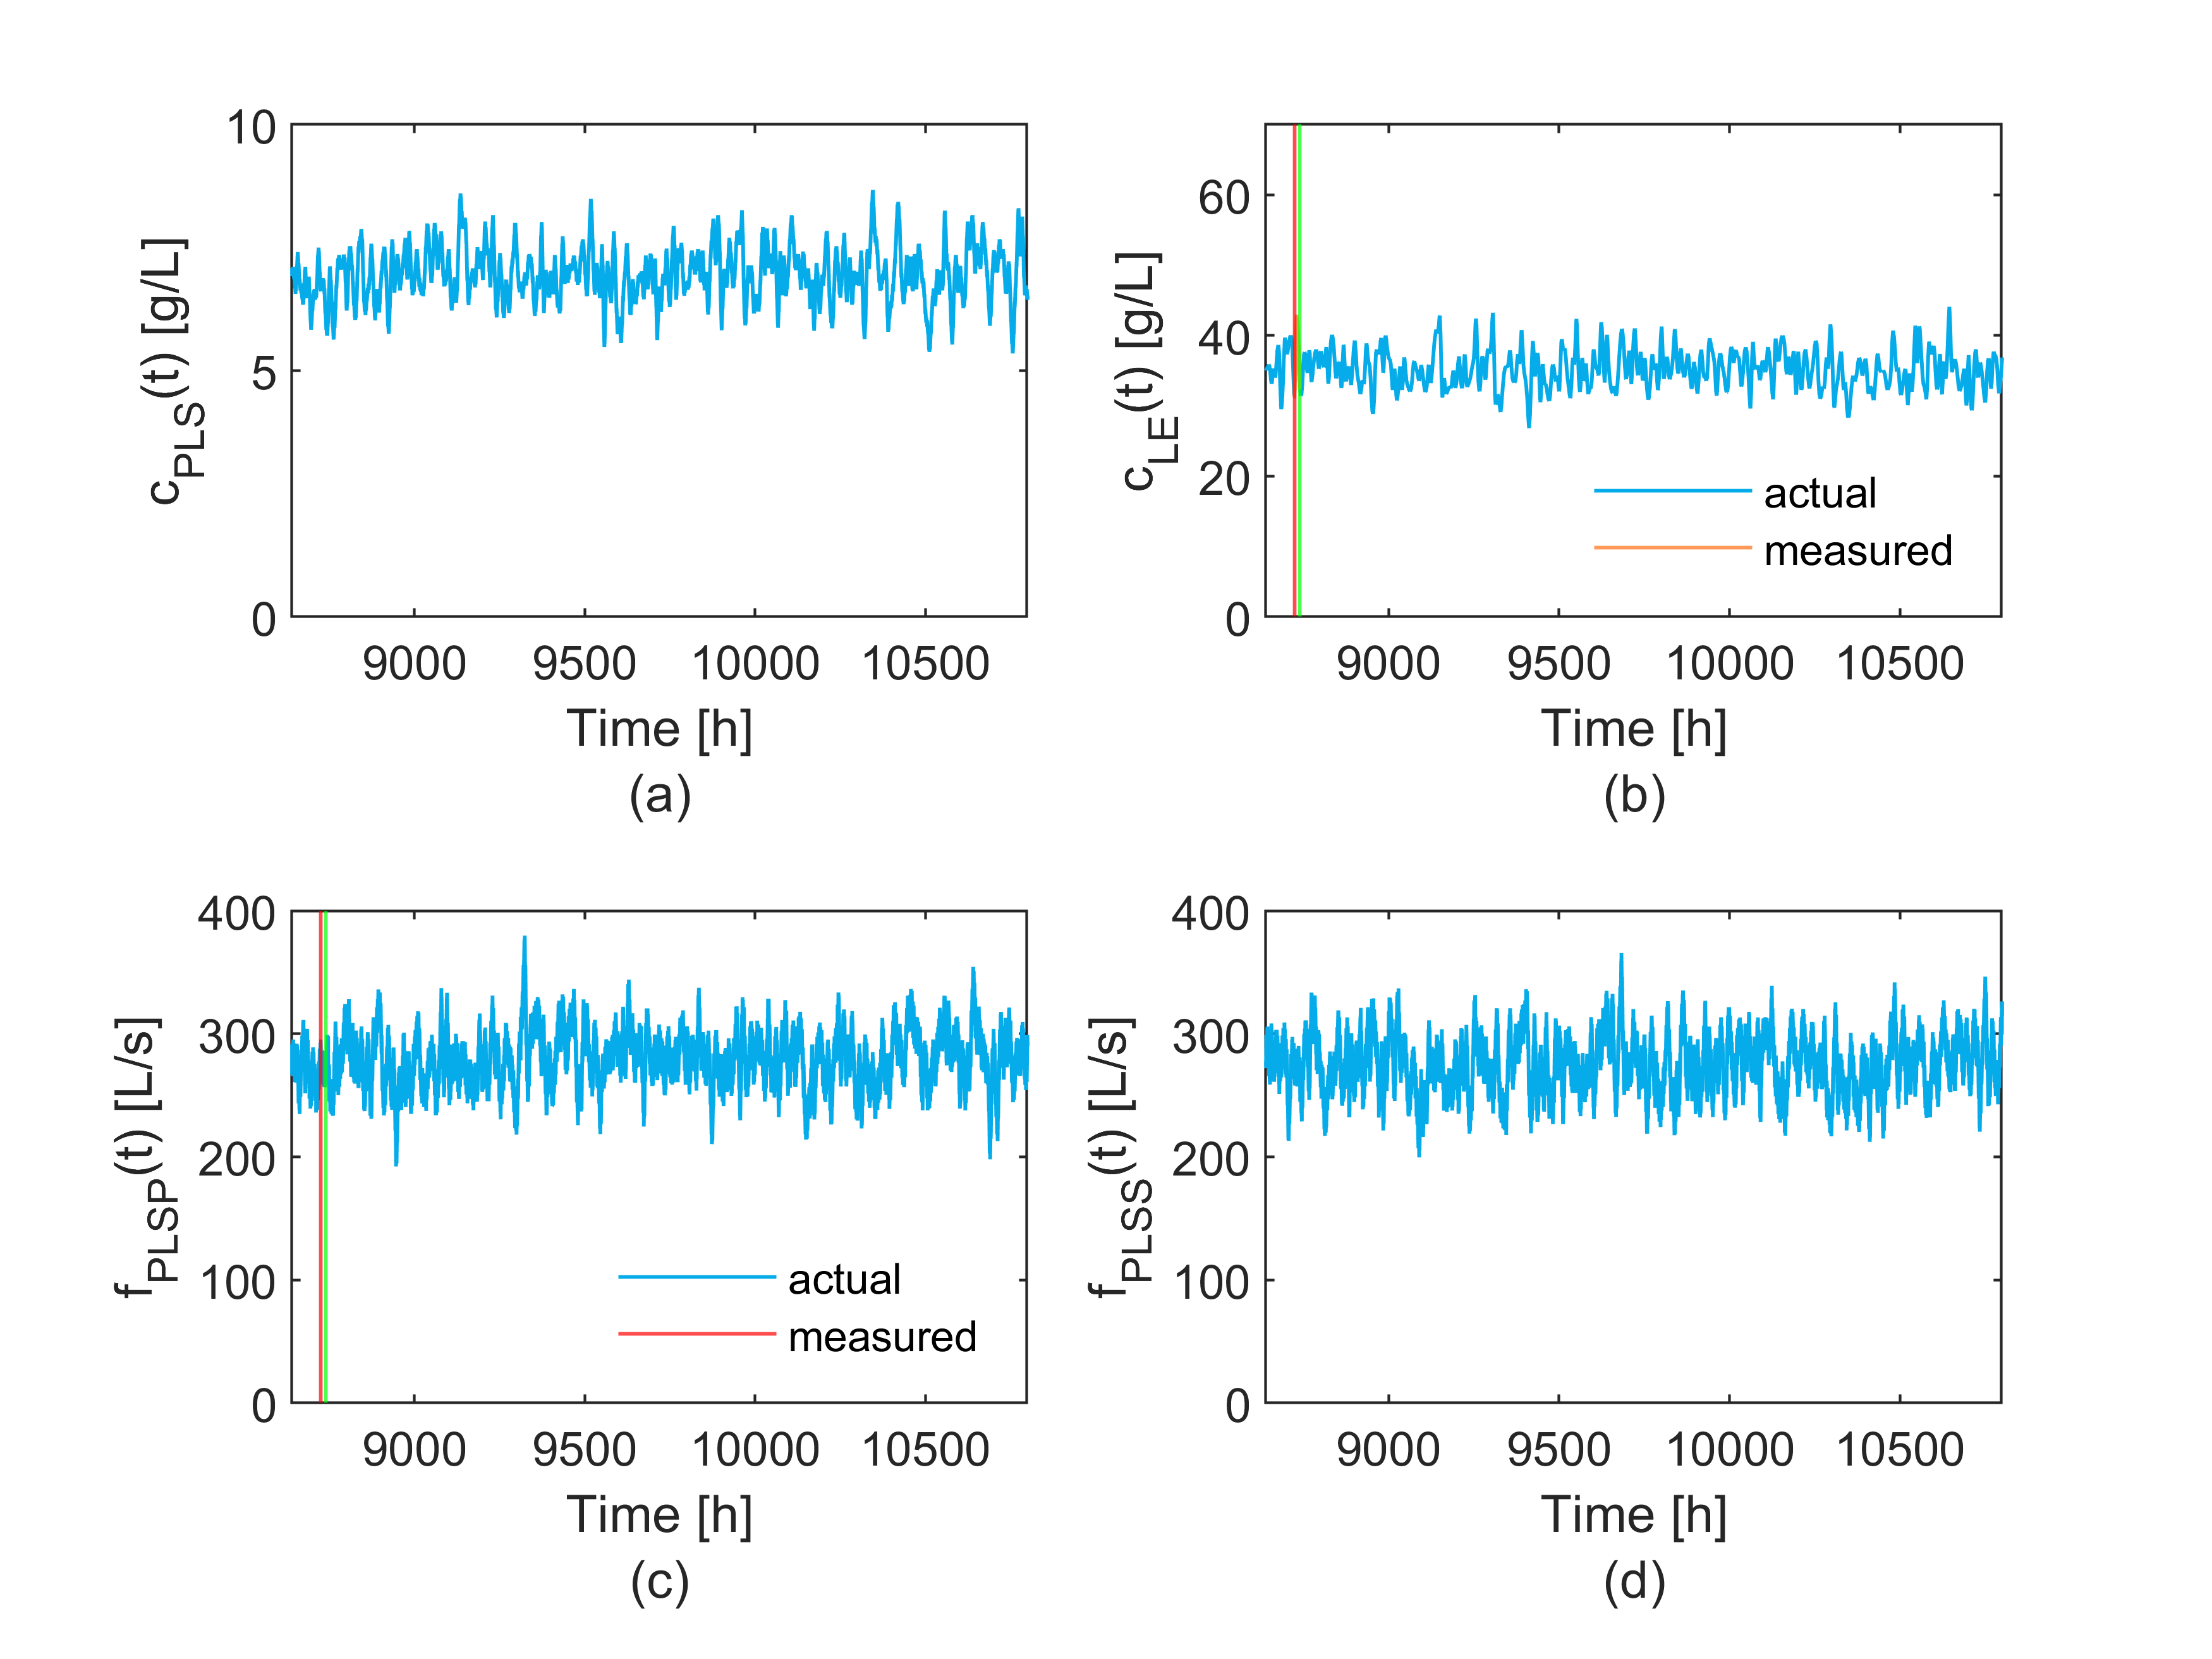 10
5
0
c_PLS(t) [g/L]
9000 9500 10000 10500
Time [h]
(a)
60
40
20
0
c_LE(t) [g/L]
actual
measured
9000 9500 10000 10500
Time [h]
(b)
400
300
200
100
0
f_PLSP(t) [L/s]
actual
measured
9000 9500 10000 10500
Time [h]
(c)
400
300
200
100
0
f_PLSS(t) [L/s]
9000 9500 10000 10500
Time [h]
(d)